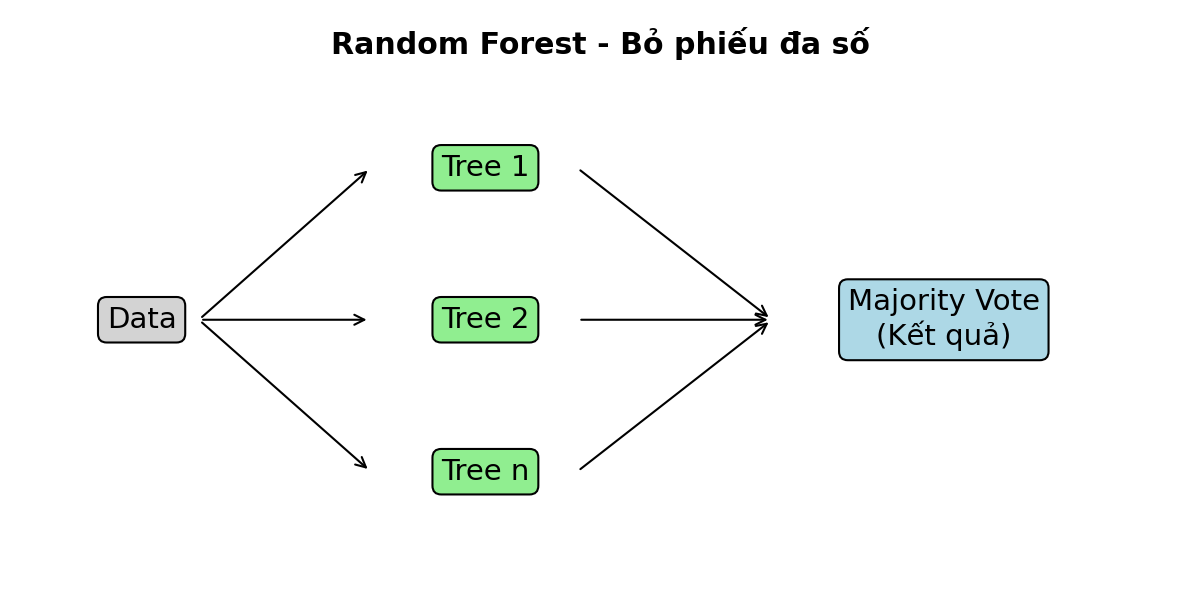 Random Forest - Bỏ phiếu đa số
Tree 1
Data
Tree 2
Majority Vote
(Kết quả)
Tree n